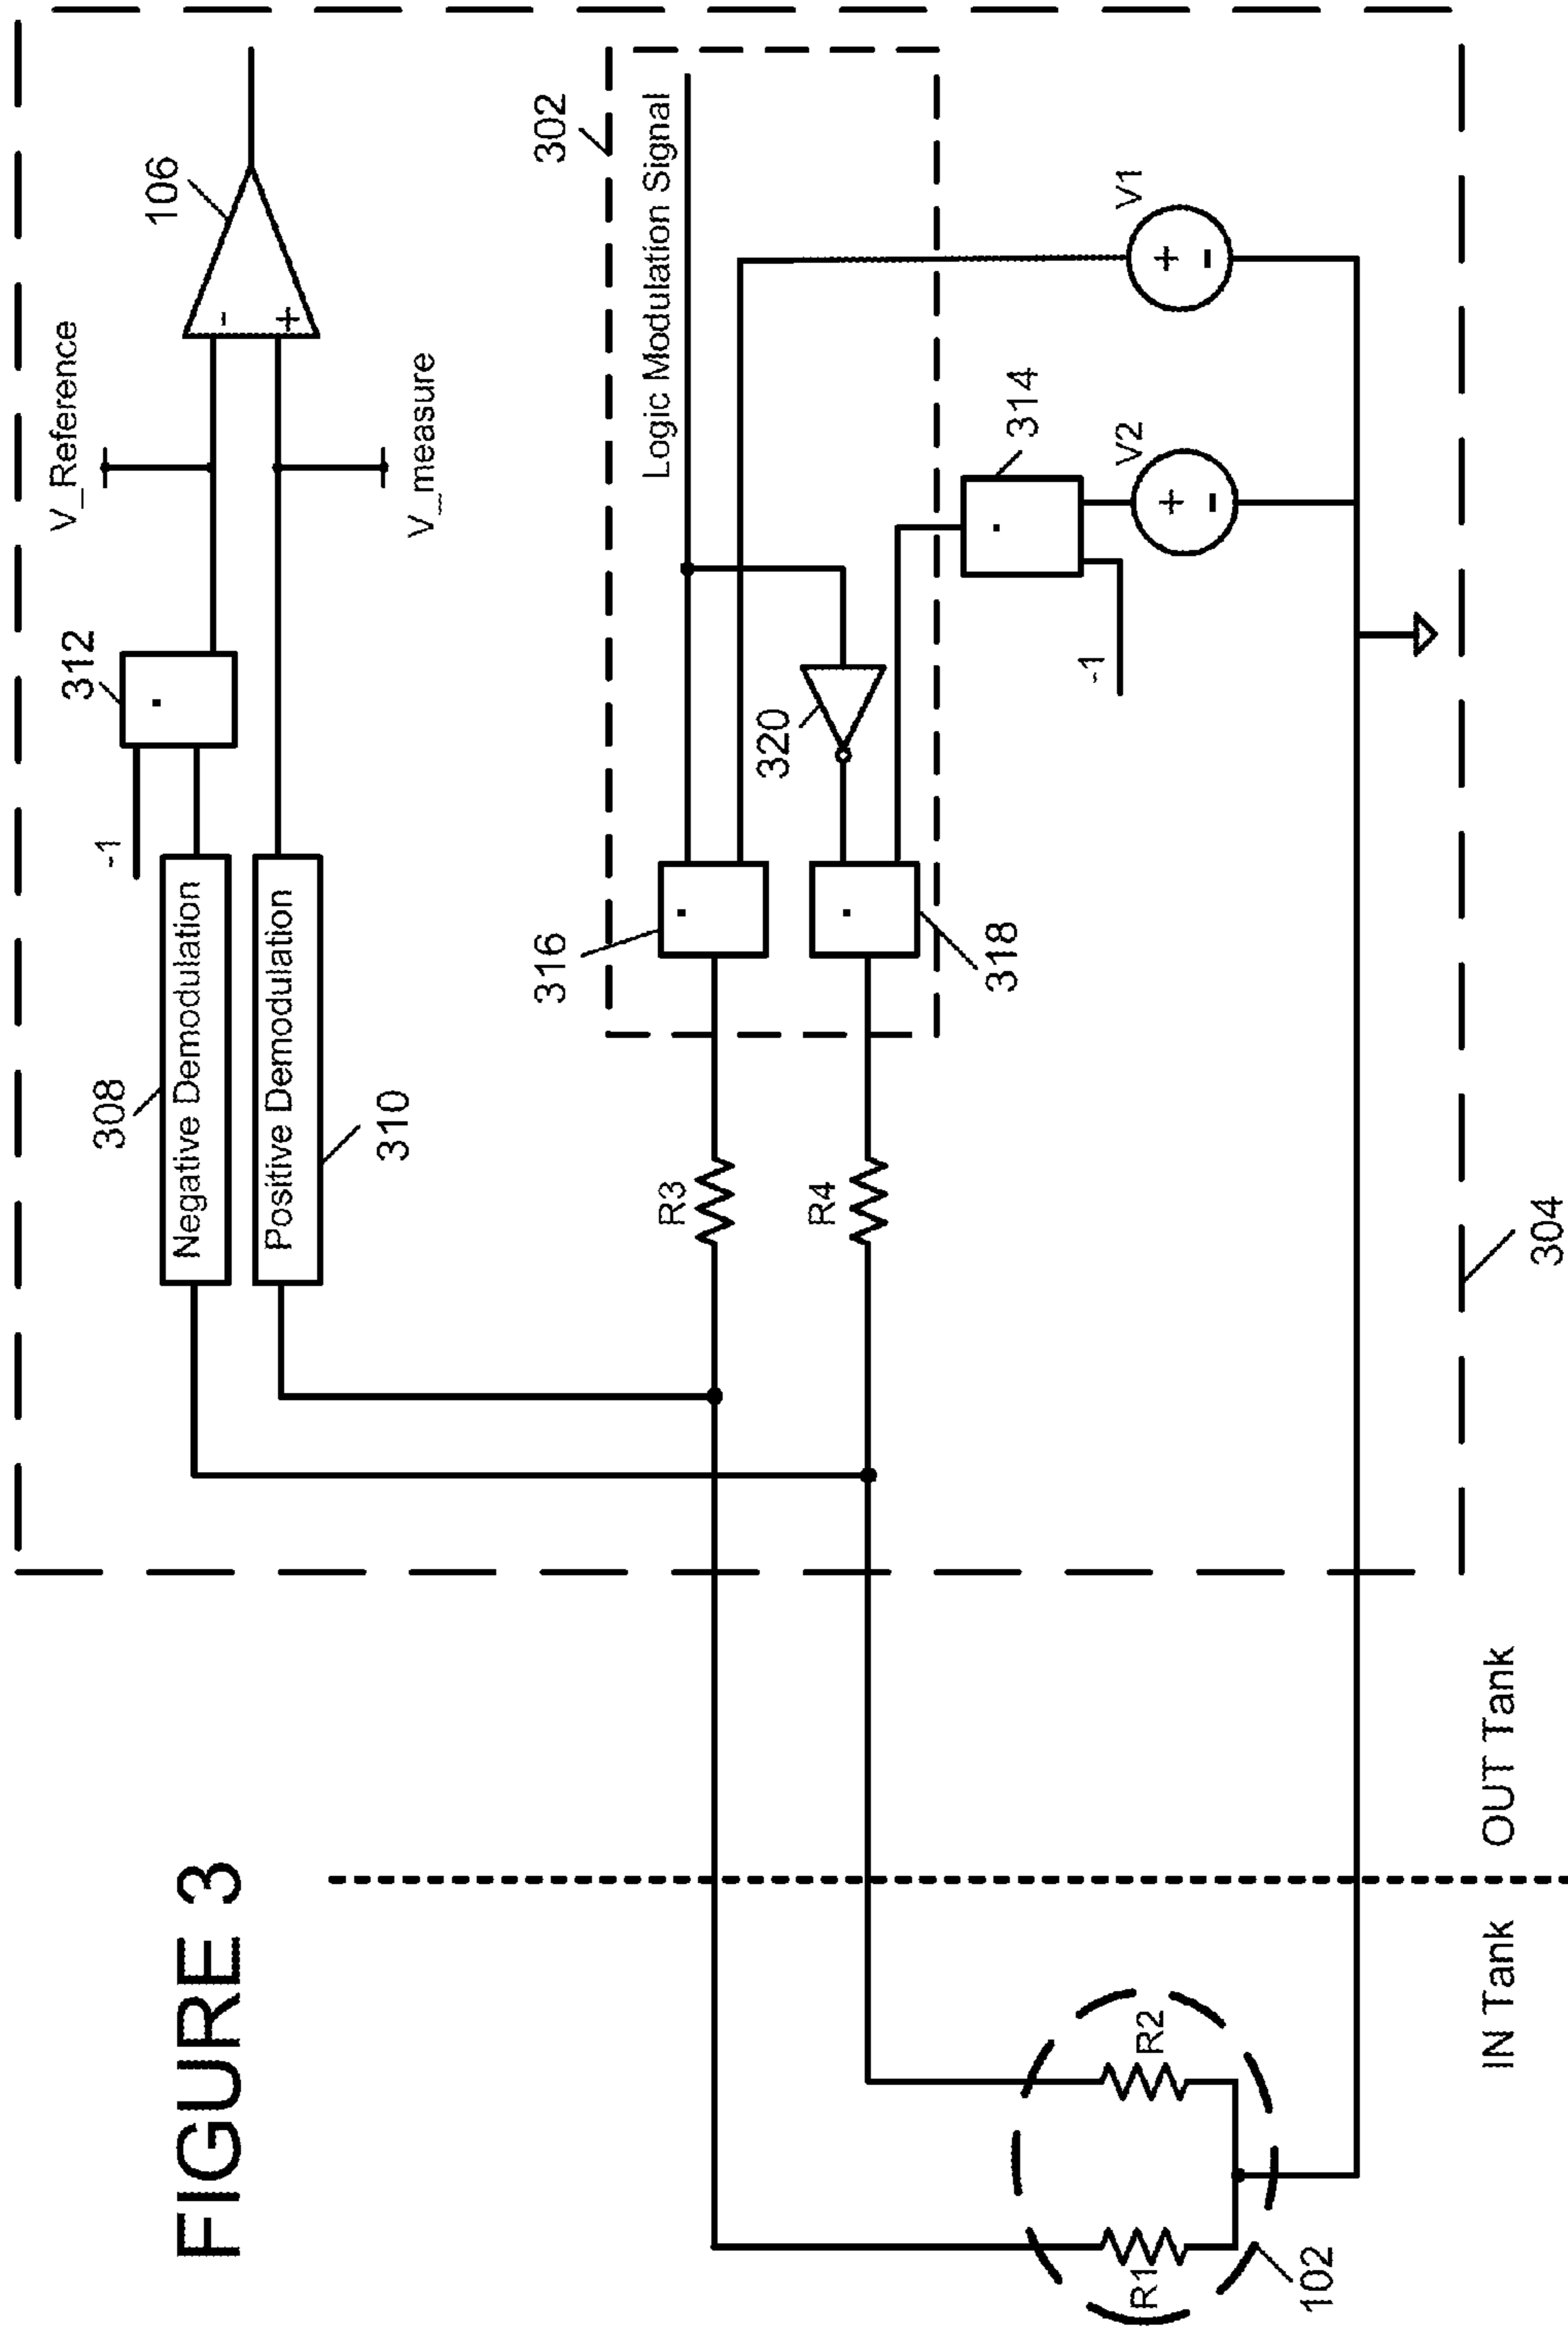 FIGURE 3
V_Reference
106
312
-1
-
+
308
Negative Demodulation
Positive Demodulation
310
V_measure
302
Logic Modulation Signal
316
320
R3
R4
318
314
-1
V2
+
-
V1
+
-
R1
R2
102
IN Tank
OUT Tank
304